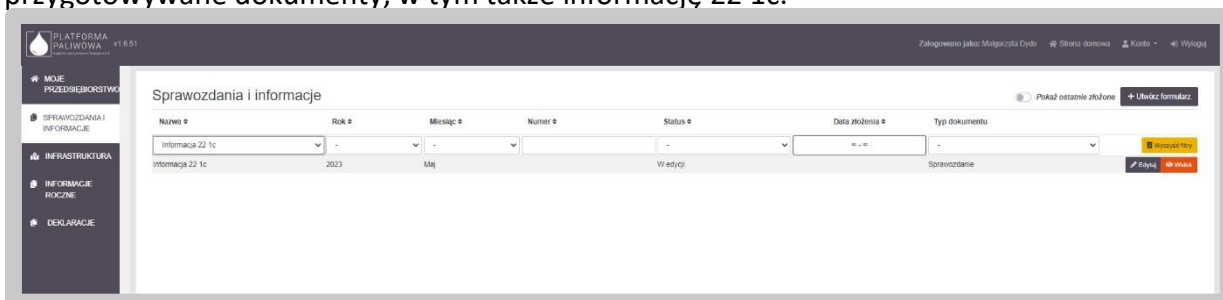 przygotowywane dokumenty, w tym także informację 22 1c.
PLATFORMA
PALIWOWA v1.6.51
Zalogowano jako: Małgorzata Dydo Strona domowa Konto Wyloguj
MOJE
PRZEDSIĘBIORSTWO
SPRAWOZDANIA I
INFORMACJE
INFRASTRUKTURA
INFORMACJE
ROCZNE
DEKLARACJE
Sprawozdania i informacje
Pokaż ostatnie złożone + Utwórz formularz
Nazwa Rok Miesiąc Numer Status Data złożenia Typ dokumentu
Informacja 22 1c - - - = - = - Wyczyść filtry
Informacja 22 1c 2023 Maj W edycji Sprawozdanie Edytuj Widok